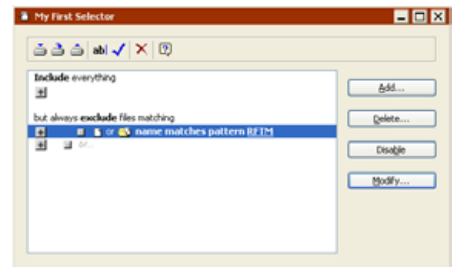 My First Selector
abl
Include everything
but always exclude files matching
or name matches pattern RFTM
or...
Add...
Delete...
Disable
Modify...